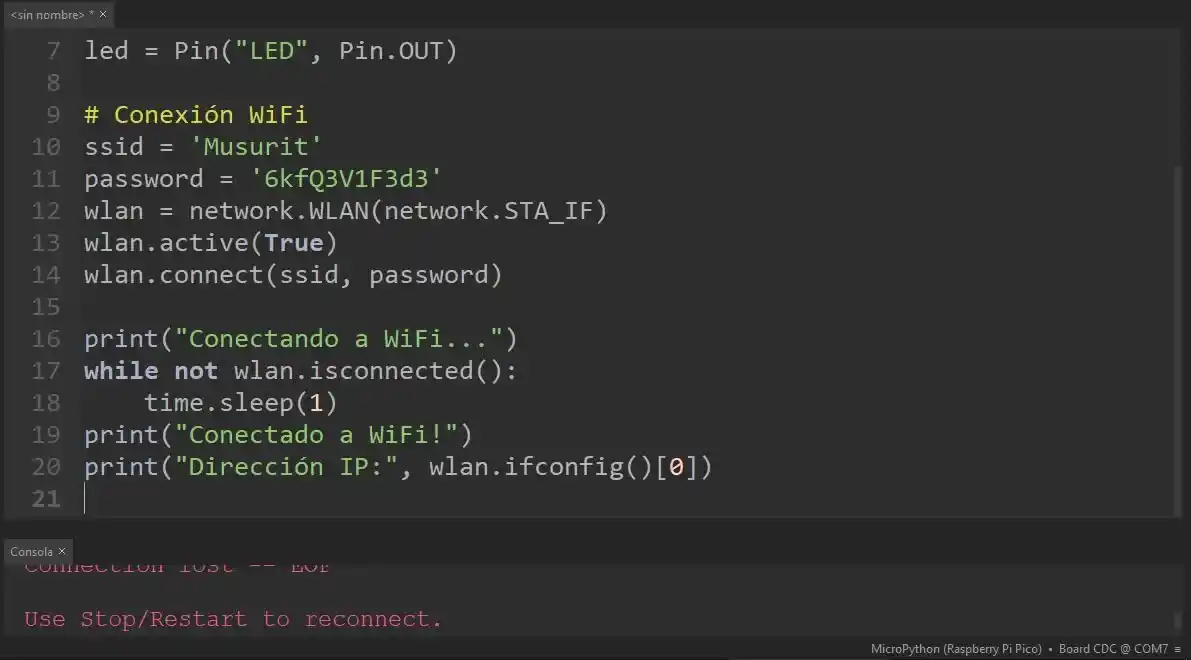 <sin nombre> * ×
7 led = Pin("LED", Pin.OUT)
8
9 # Conexión WiFi
10 ssid = 'Musurit'
11 password = '6kfQ3V1F3d3'
12 wlan = network.WLAN(network.STA_IF)
13 wlan.active(True)
14 wlan.connect(ssid, password)
15
16 print("Conectando a WiFi...")
17 while not wlan.isconnected():
18     time.sleep(1)
19 print("Conectado a WiFi!")
20 print("Dirección IP:", wlan.ifconfig()[0])
21
Consola ×
Connection lost -- EOF
Use Stop/Restart to reconnect.
MicroPython (Raspberry Pi Pico) • Board CDC @ COM7 ≡